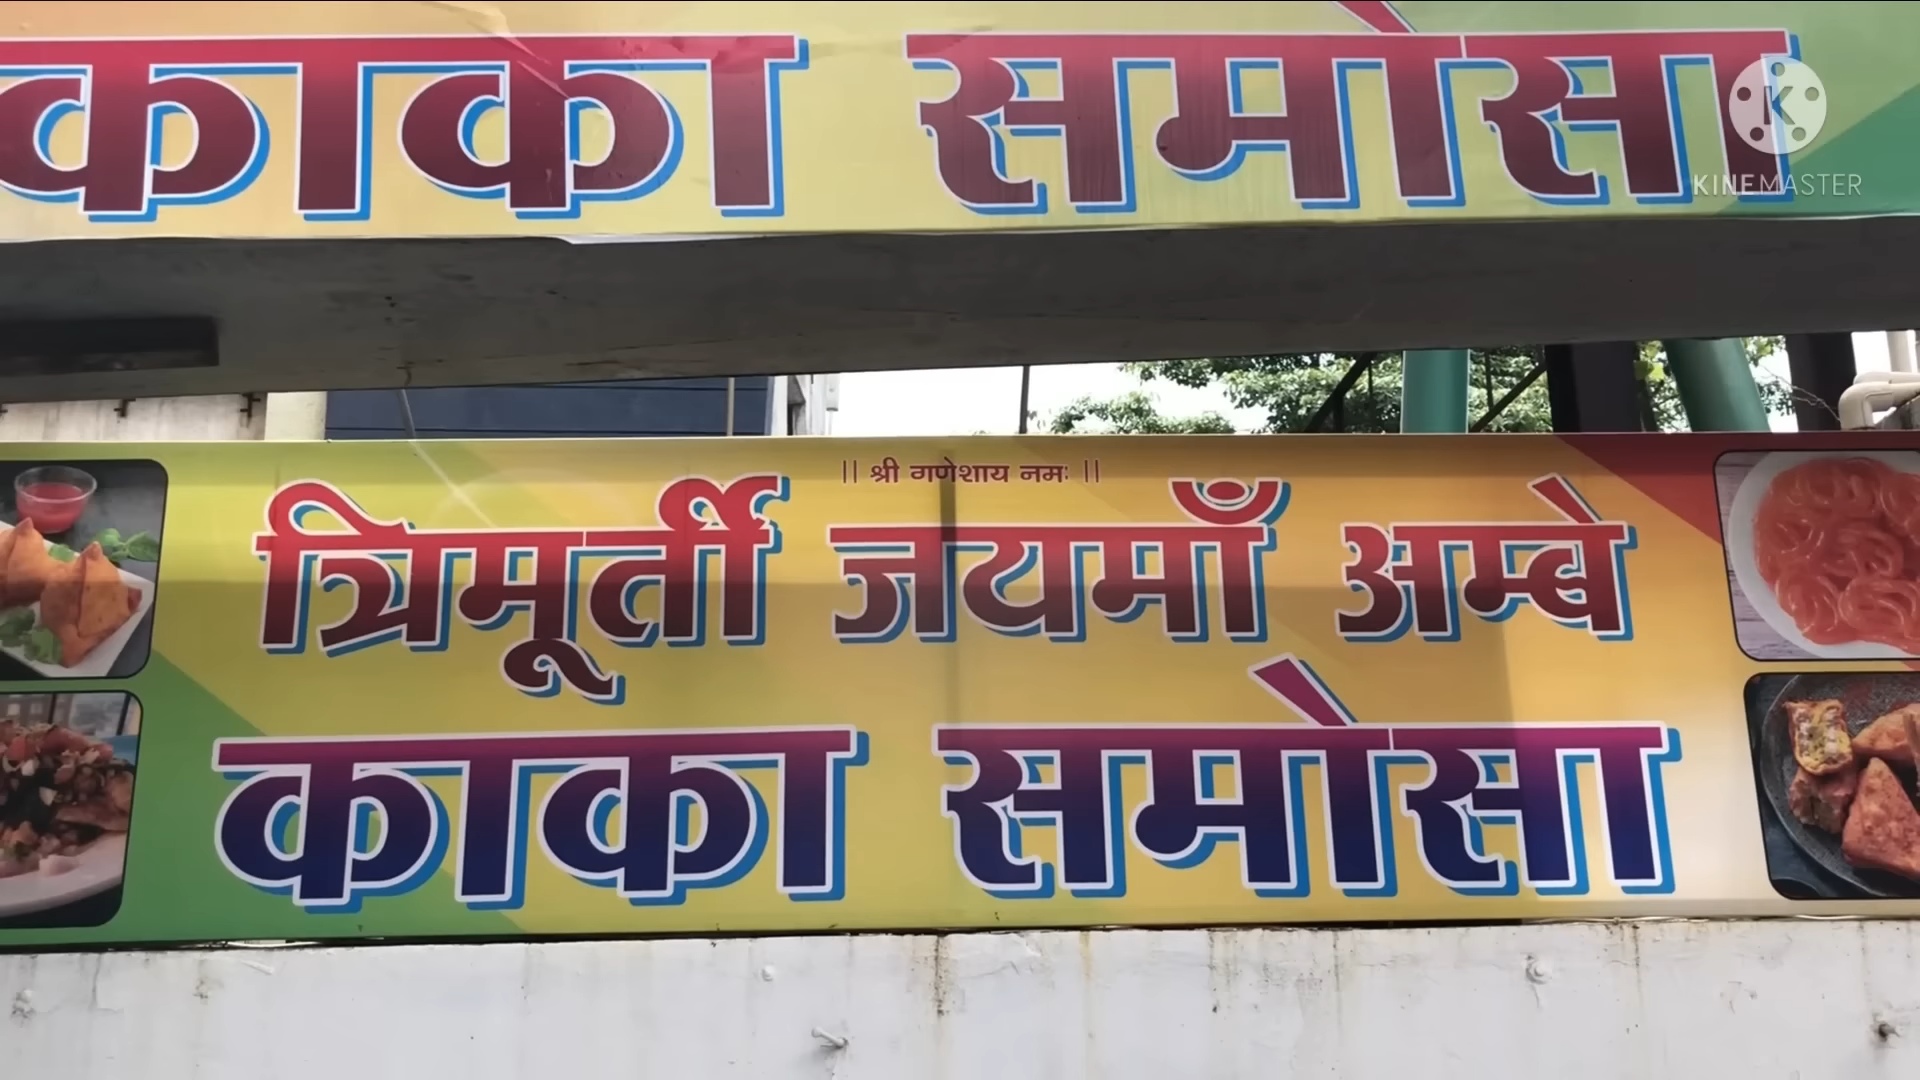 काका समोसा
KINEMASTER
|| श्री गणेशाय नमः ||
त्रिमूर्ती जयमाँ अम्बे
काका समोसा